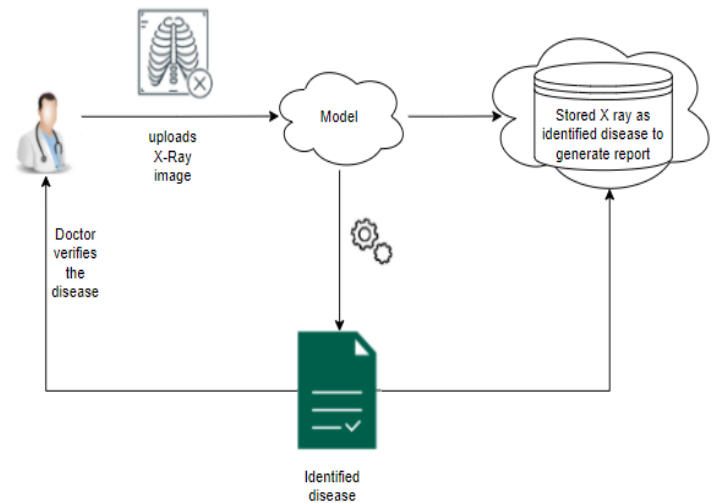 uploads
X-Ray
image
Model
Stored X ray as
identified disease to
generate report
Doctor
verifies
the
disease
Identified
disease